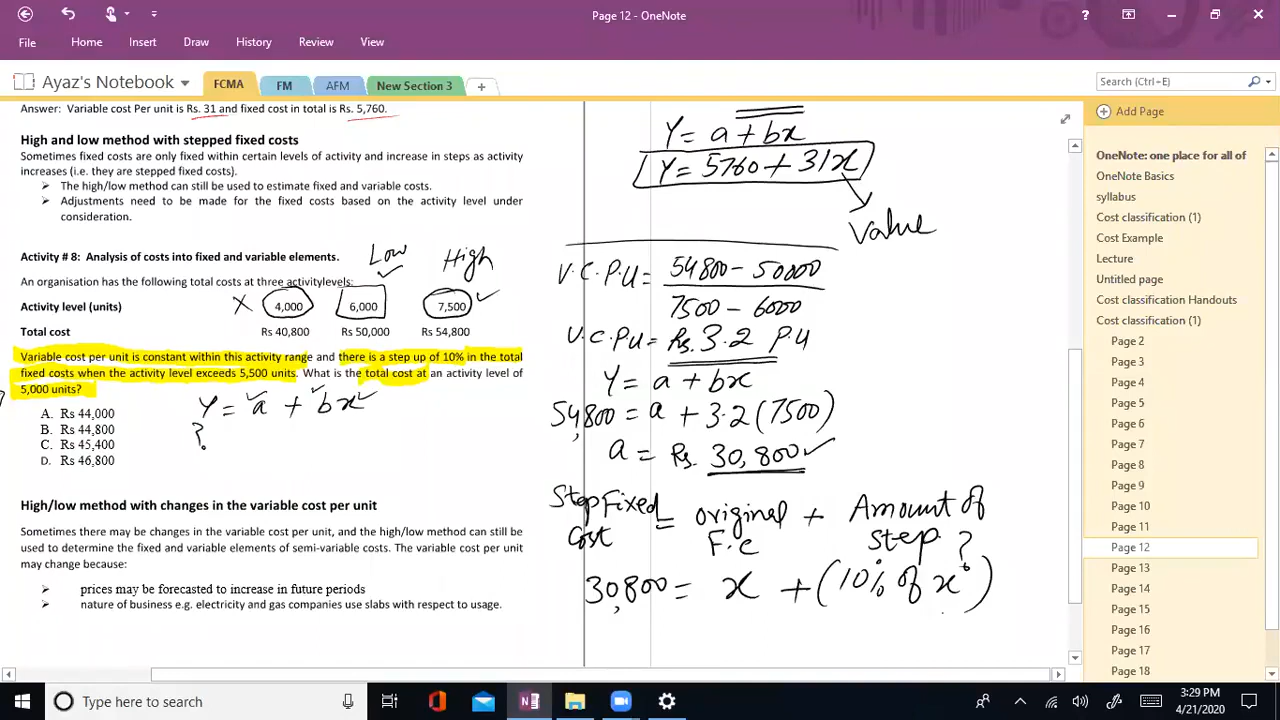 Page 12 - OneNote
File Home Insert Draw History Review View
Ayaz's Notebook FCMA FM AFM New Section 3
Search (Ctrl+E)
Answer: Variable cost Per unit is Rs. 31 and fixed cost in total is Rs. 5,760.
High and low method with stepped fixed costs
Sometimes fixed costs are only fixed within certain levels of activity and increase in steps as activity
increases (i.e. they are stepped fixed costs).
The high/low method can still be used to estimate fixed and variable costs.
Adjustments need to be made for the fixed costs based on the activity level under
consideration.
Low High
Activity # 8: Analysis of costs into fixed and variable elements.
An organisation has the following total costs at three activitylevels:
Activity level (units) X 4,000 6,000 7,500
Total cost Rs 40,800 Rs 50,000 Rs 54,800
Variable cost per unit is constant within this activity range and there is a step up of 10% in the total
fixed costs when the activity level exceeds 5,500 units. What is the total cost at an activity level of
5,000 units?
A. Rs 44,000
B. Rs 44,800
C. Rs 45,400
D. Rs 46,800
Y = a + bx
?
High/low method with changes in the variable cost per unit
Sometimes there may be changes in the variable cost per unit, and the high/low method can still be
used to determine the fixed and variable elements of semi-variable costs. The variable cost per unit
may change because:
prices may be forecasted to increase in future periods
nature of business e.g. electricity and gas companies use slabs with respect to usage.
Y = a + bx
Y = 5760 + 31x
Value
V.C.P.U = 54800 - 50000
7500 - 6000
V.C.P.U = Rs. 3.2 P.U
Y = a + bx
54,800 = a + 3.2 (7500)
a = Rs. 30,800
Step Fixed Cost = original F.C + Amount of step ?
30,800 = x + (10% of x)
Add Page
OneNote: one place for all of
OneNote Basics
syllabus
Cost classification (1)
Cost Example
Lecture
Untitled page
Cost classification Handouts
Cost classification (1)
Page 2
Page 3
Page 4
Page 5
Page 6
Page 7
Page 8
Page 9
Page 10
Page 11
Page 12
Page 13
Page 14
Page 15
Page 16
Page 17
Page 18
Type here to search
3:29 PM
4/21/2020